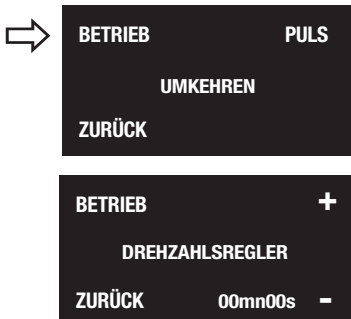 BETRIEB PULS
UMKEHREN
ZURÜCK
BETRIEB +
DREHZAHLSREGLER
ZURÜCK 00mn00s -